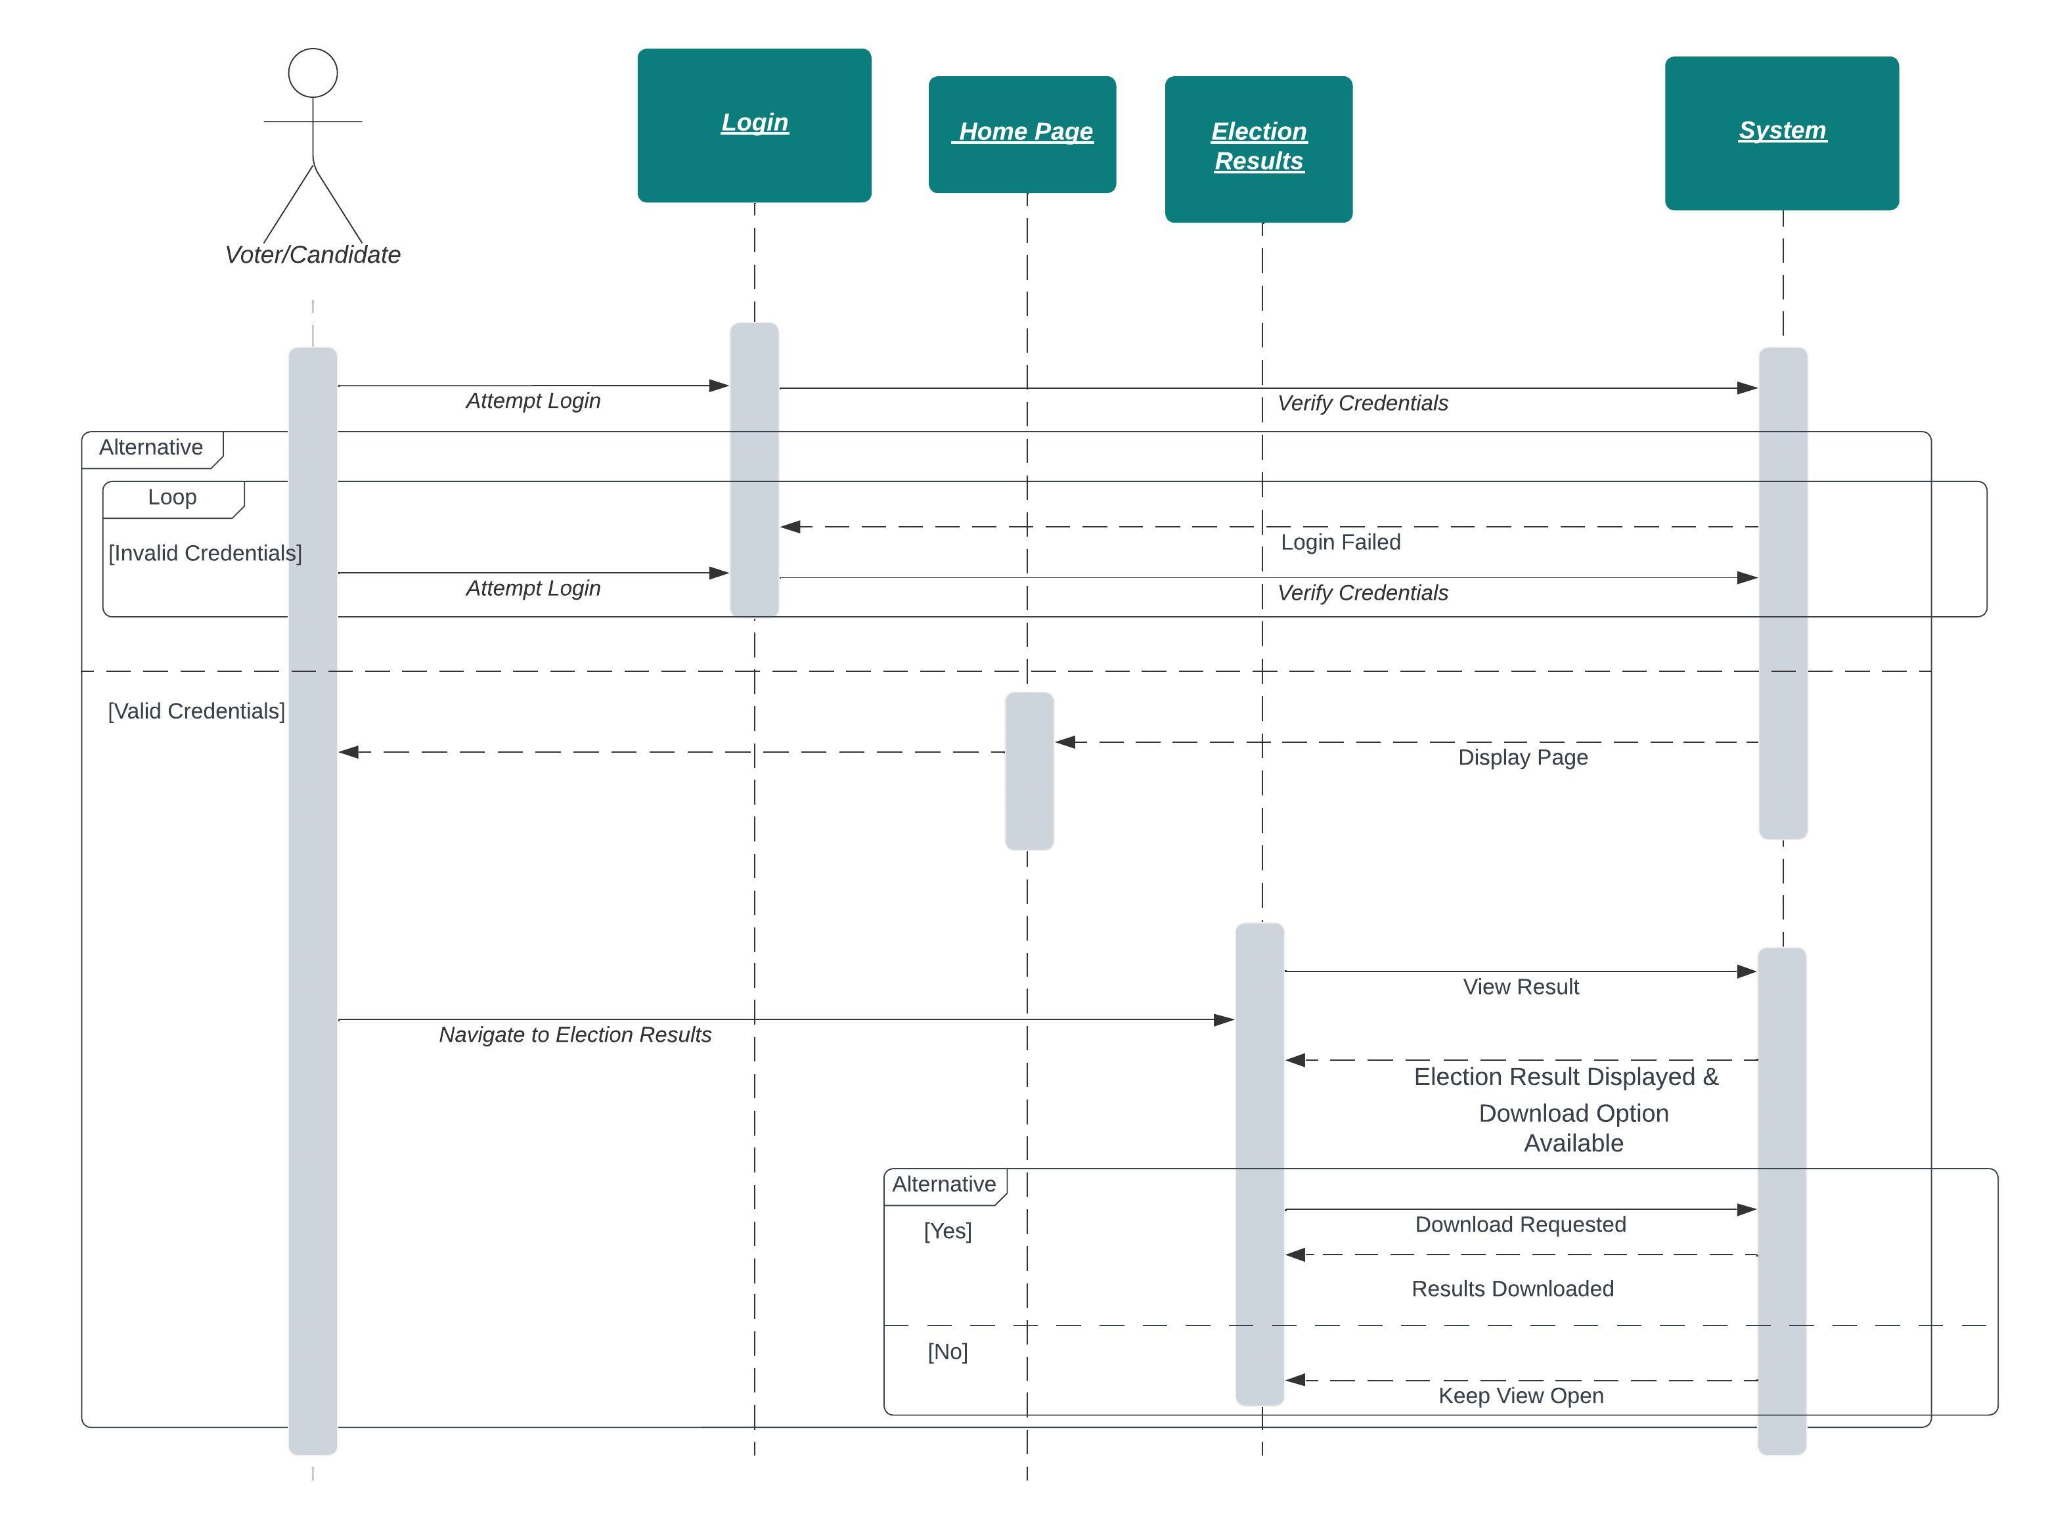 Login
Home Page
Election
Results
System
Voter/Candidate
Attempt Login
Verify Credentials
Alternative
Loop
Login Failed
[Invalid Credentials]
Attempt Login
Verify Credentials
[Valid Credentials]
Display Page
View Result
Navigate to Election Results
Election Result Displayed &
Download Option
Available
Alternative
Download Requested
[Yes]
Results Downloaded
[No]
Keep View Open